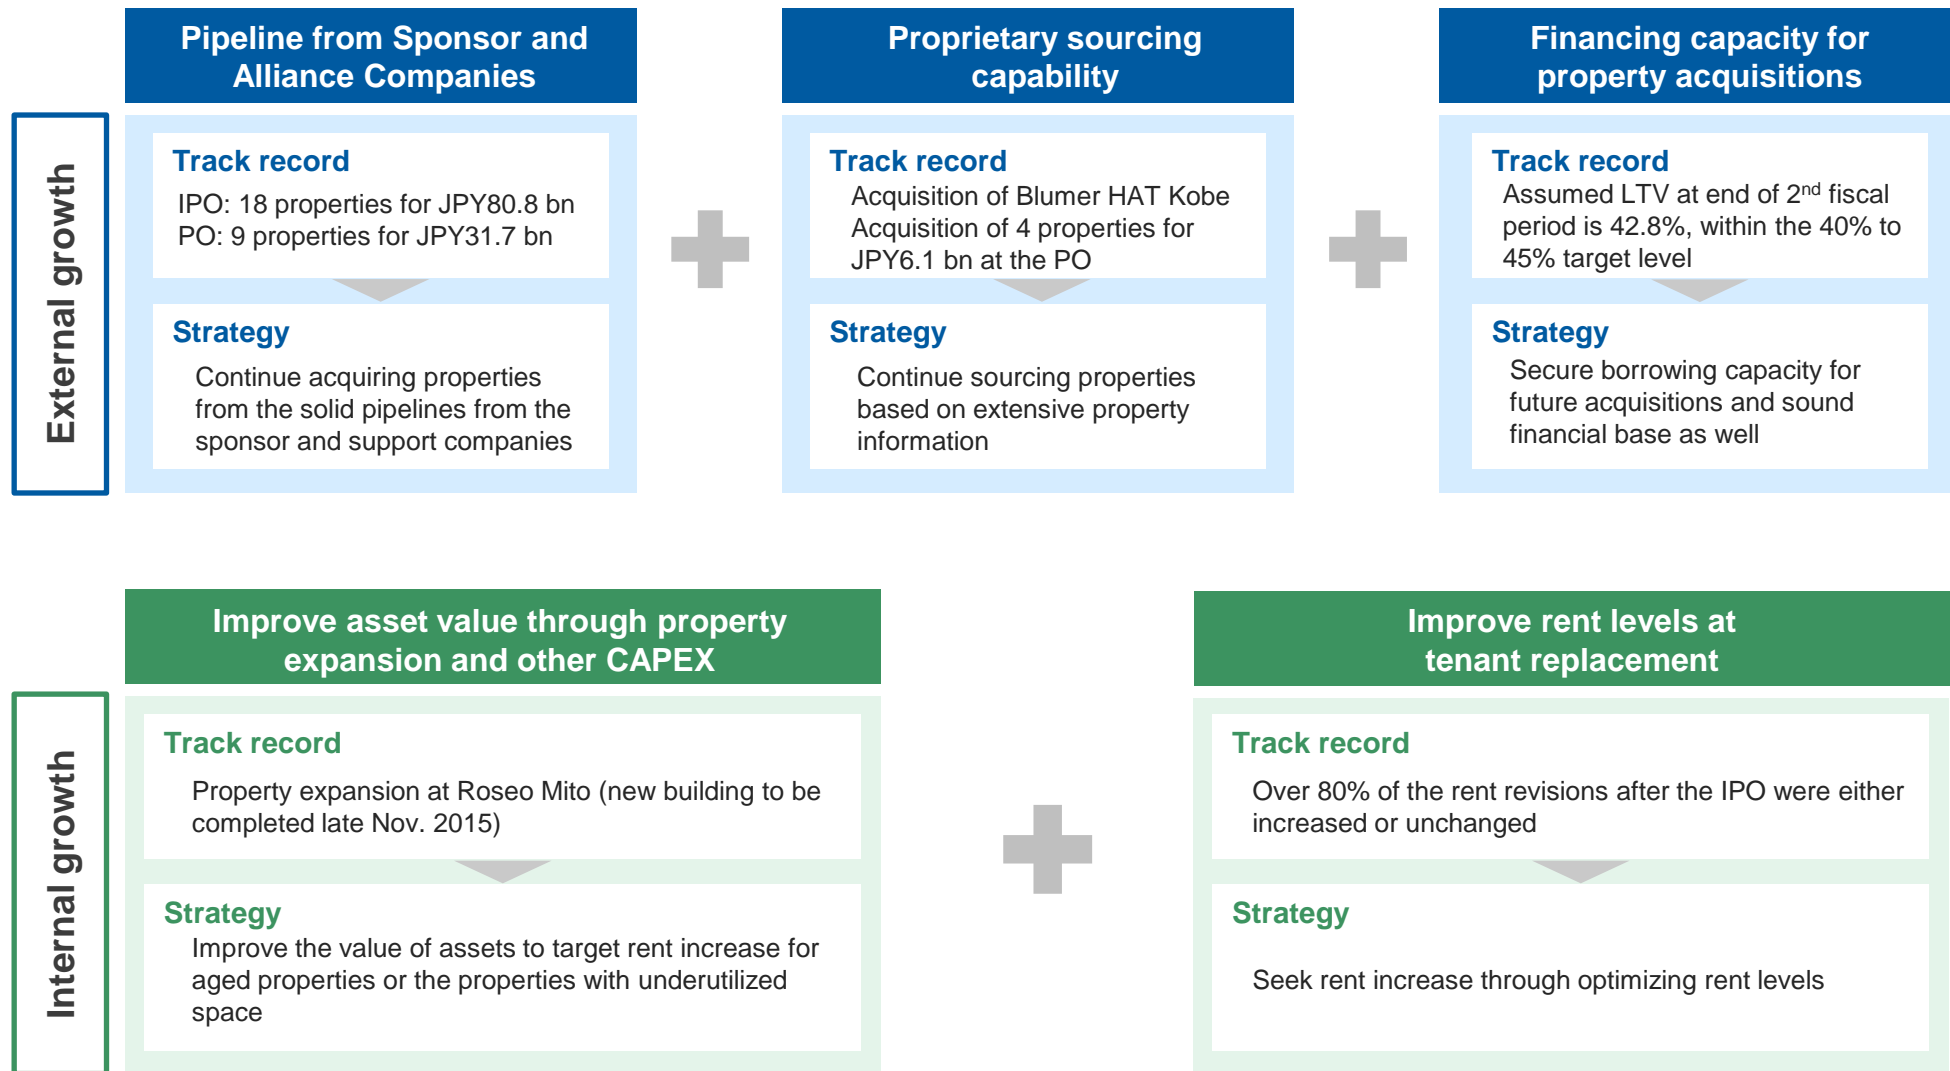 External growth
Pipeline from Sponsor and
Alliance Companies
Track record
IPO: 18 properties for JPY80.8 bn
PO: 9 properties for JPY31.7 bn
Strategy
Continue acquiring properties
from the solid pipelines from the
sponsor and support companies
Proprietary sourcing
capability
Track record
Acquisition of Blumer HAT Kobe
Acquisition of 4 properties for
JPY6.1 bn at the PO
Strategy
Continue sourcing properties
based on extensive property
information
Financing capacity for
property acquisitions
Track record
Assumed LTV at end of 2nd fiscal
period is 42.8%, within the 40% to
45% target level
Strategy
Secure borrowing capacity for
future acquisitions and sound
financial base as well
Internal growth
Improve asset value through property
expansion and other CAPEX
Track record
Property expansion at Roseo Mito (new building to be
completed late Nov. 2015)
Strategy
Improve the value of assets to target rent increase for
aged properties or the properties with underutilized
space
Improve rent levels at
tenant replacement
Track record
Over 80% of the rent revisions after the IPO were either
increased or unchanged
Strategy
Seek rent increase through optimizing rent levels